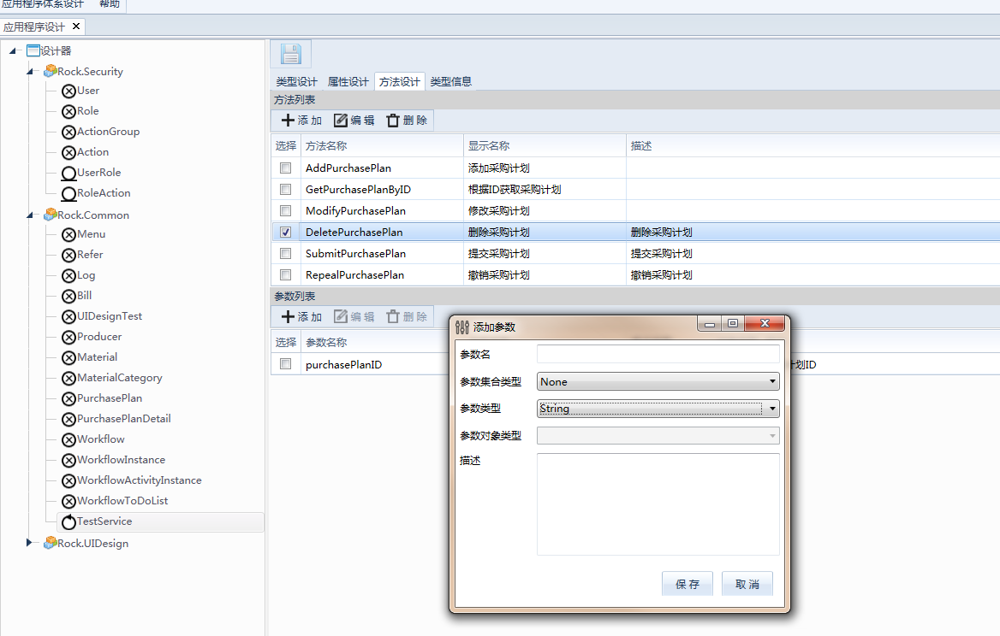 应用程序体系设计 帮助
应用程序设计
设计器
Rock.Security
User
Role
ActionGroup
Action
UserRole
RoleAction
Rock.Common
Menu
Refer
Log
Bill
UIDesignTest
Producer
Material
MaterialCategory
PurchasePlan
PurchasePlanDetail
Workflow
WorkflowInstance
WorkflowActivityInstance
WorkflowToDoList
TestService
Rock.UIDesign
类型设计 属性设计 方法设计 类型信息
方法列表
添加 编辑 删除
选择 方法名称 显示名称 描述
AddPurchasePlan 添加采购计划
GetPurchasePlanByID 根据ID获取采购计划
ModifyPurchasePlan 修改采购计划
DeletePurchasePlan 删除采购计划 删除采购计划
SubmitPurchasePlan 提交采购计划 提交采购计划
RepealPurchasePlan 撤销采购计划 撤销采购计划
参数列表
添加 编辑 删除
选择 参数名称
purchasePlanID 划ID
添加参数
参数名
参数集合类型 None
参数类型 String
参数对象类型
描述
保存 取消